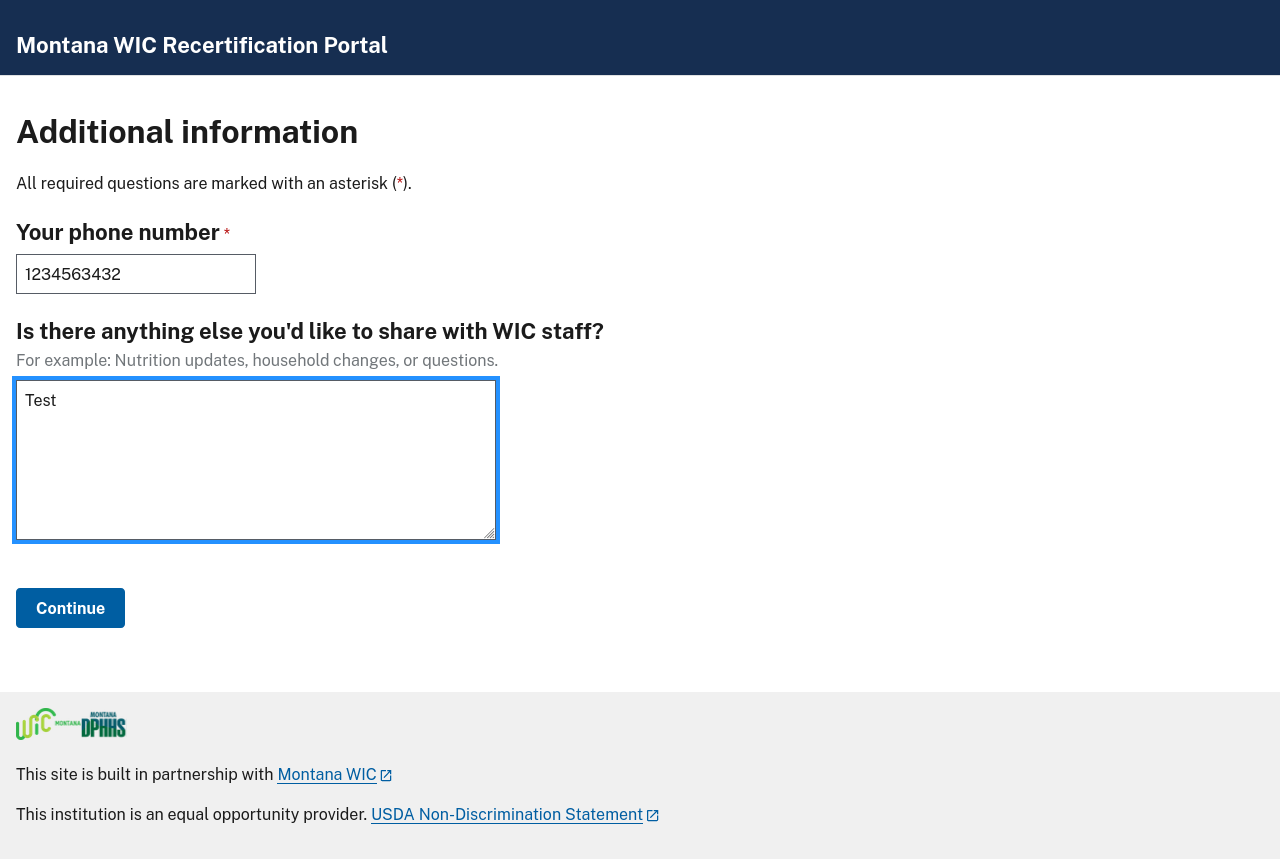 Montana WIC Recertification Portal
Additional information
All required questions are marked with an asterisk (*).
Your phone number *
1234563432
Is there anything else you'd like to share with WIC staff?
For example: Nutrition updates, household changes, or questions.
Test
Continue
WIC MONTANA MONTANA DPHHS
This site is built in partnership with Montana WIC
This institution is an equal opportunity provider. USDA Non-Discrimination Statement